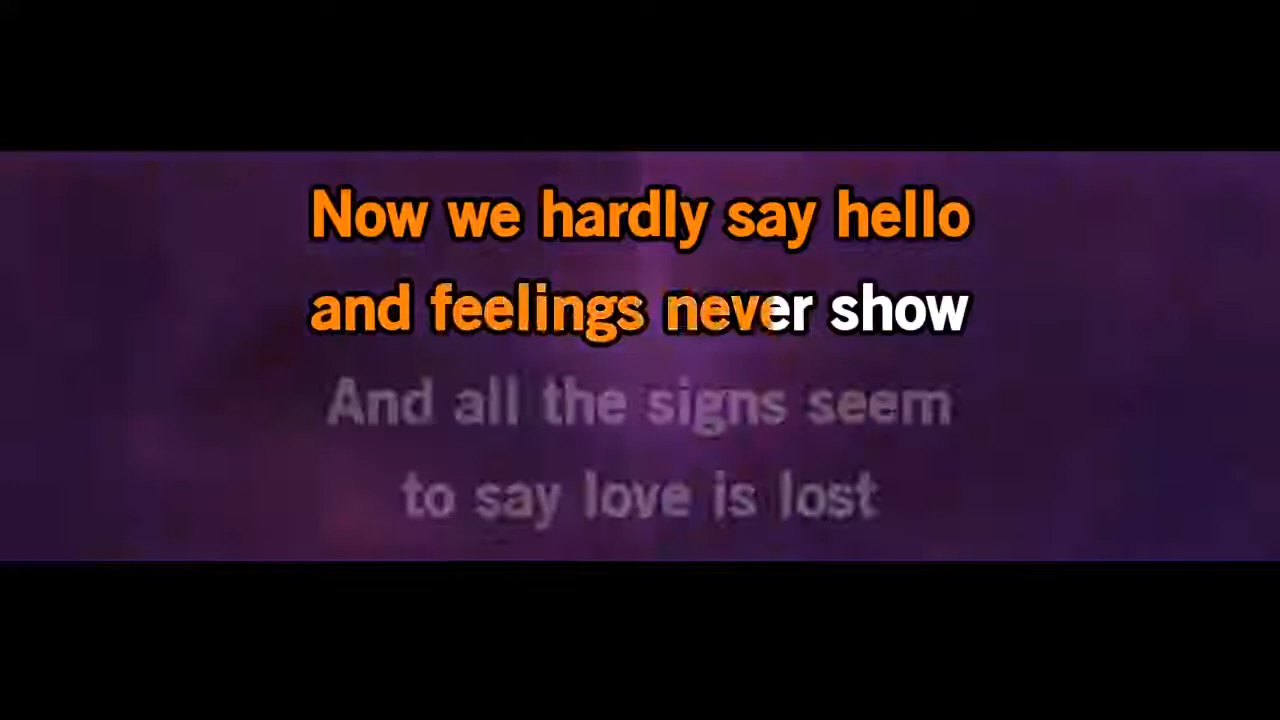 Now we hardly say hello
and feelings never show
And all the signs seem
to say love is lost